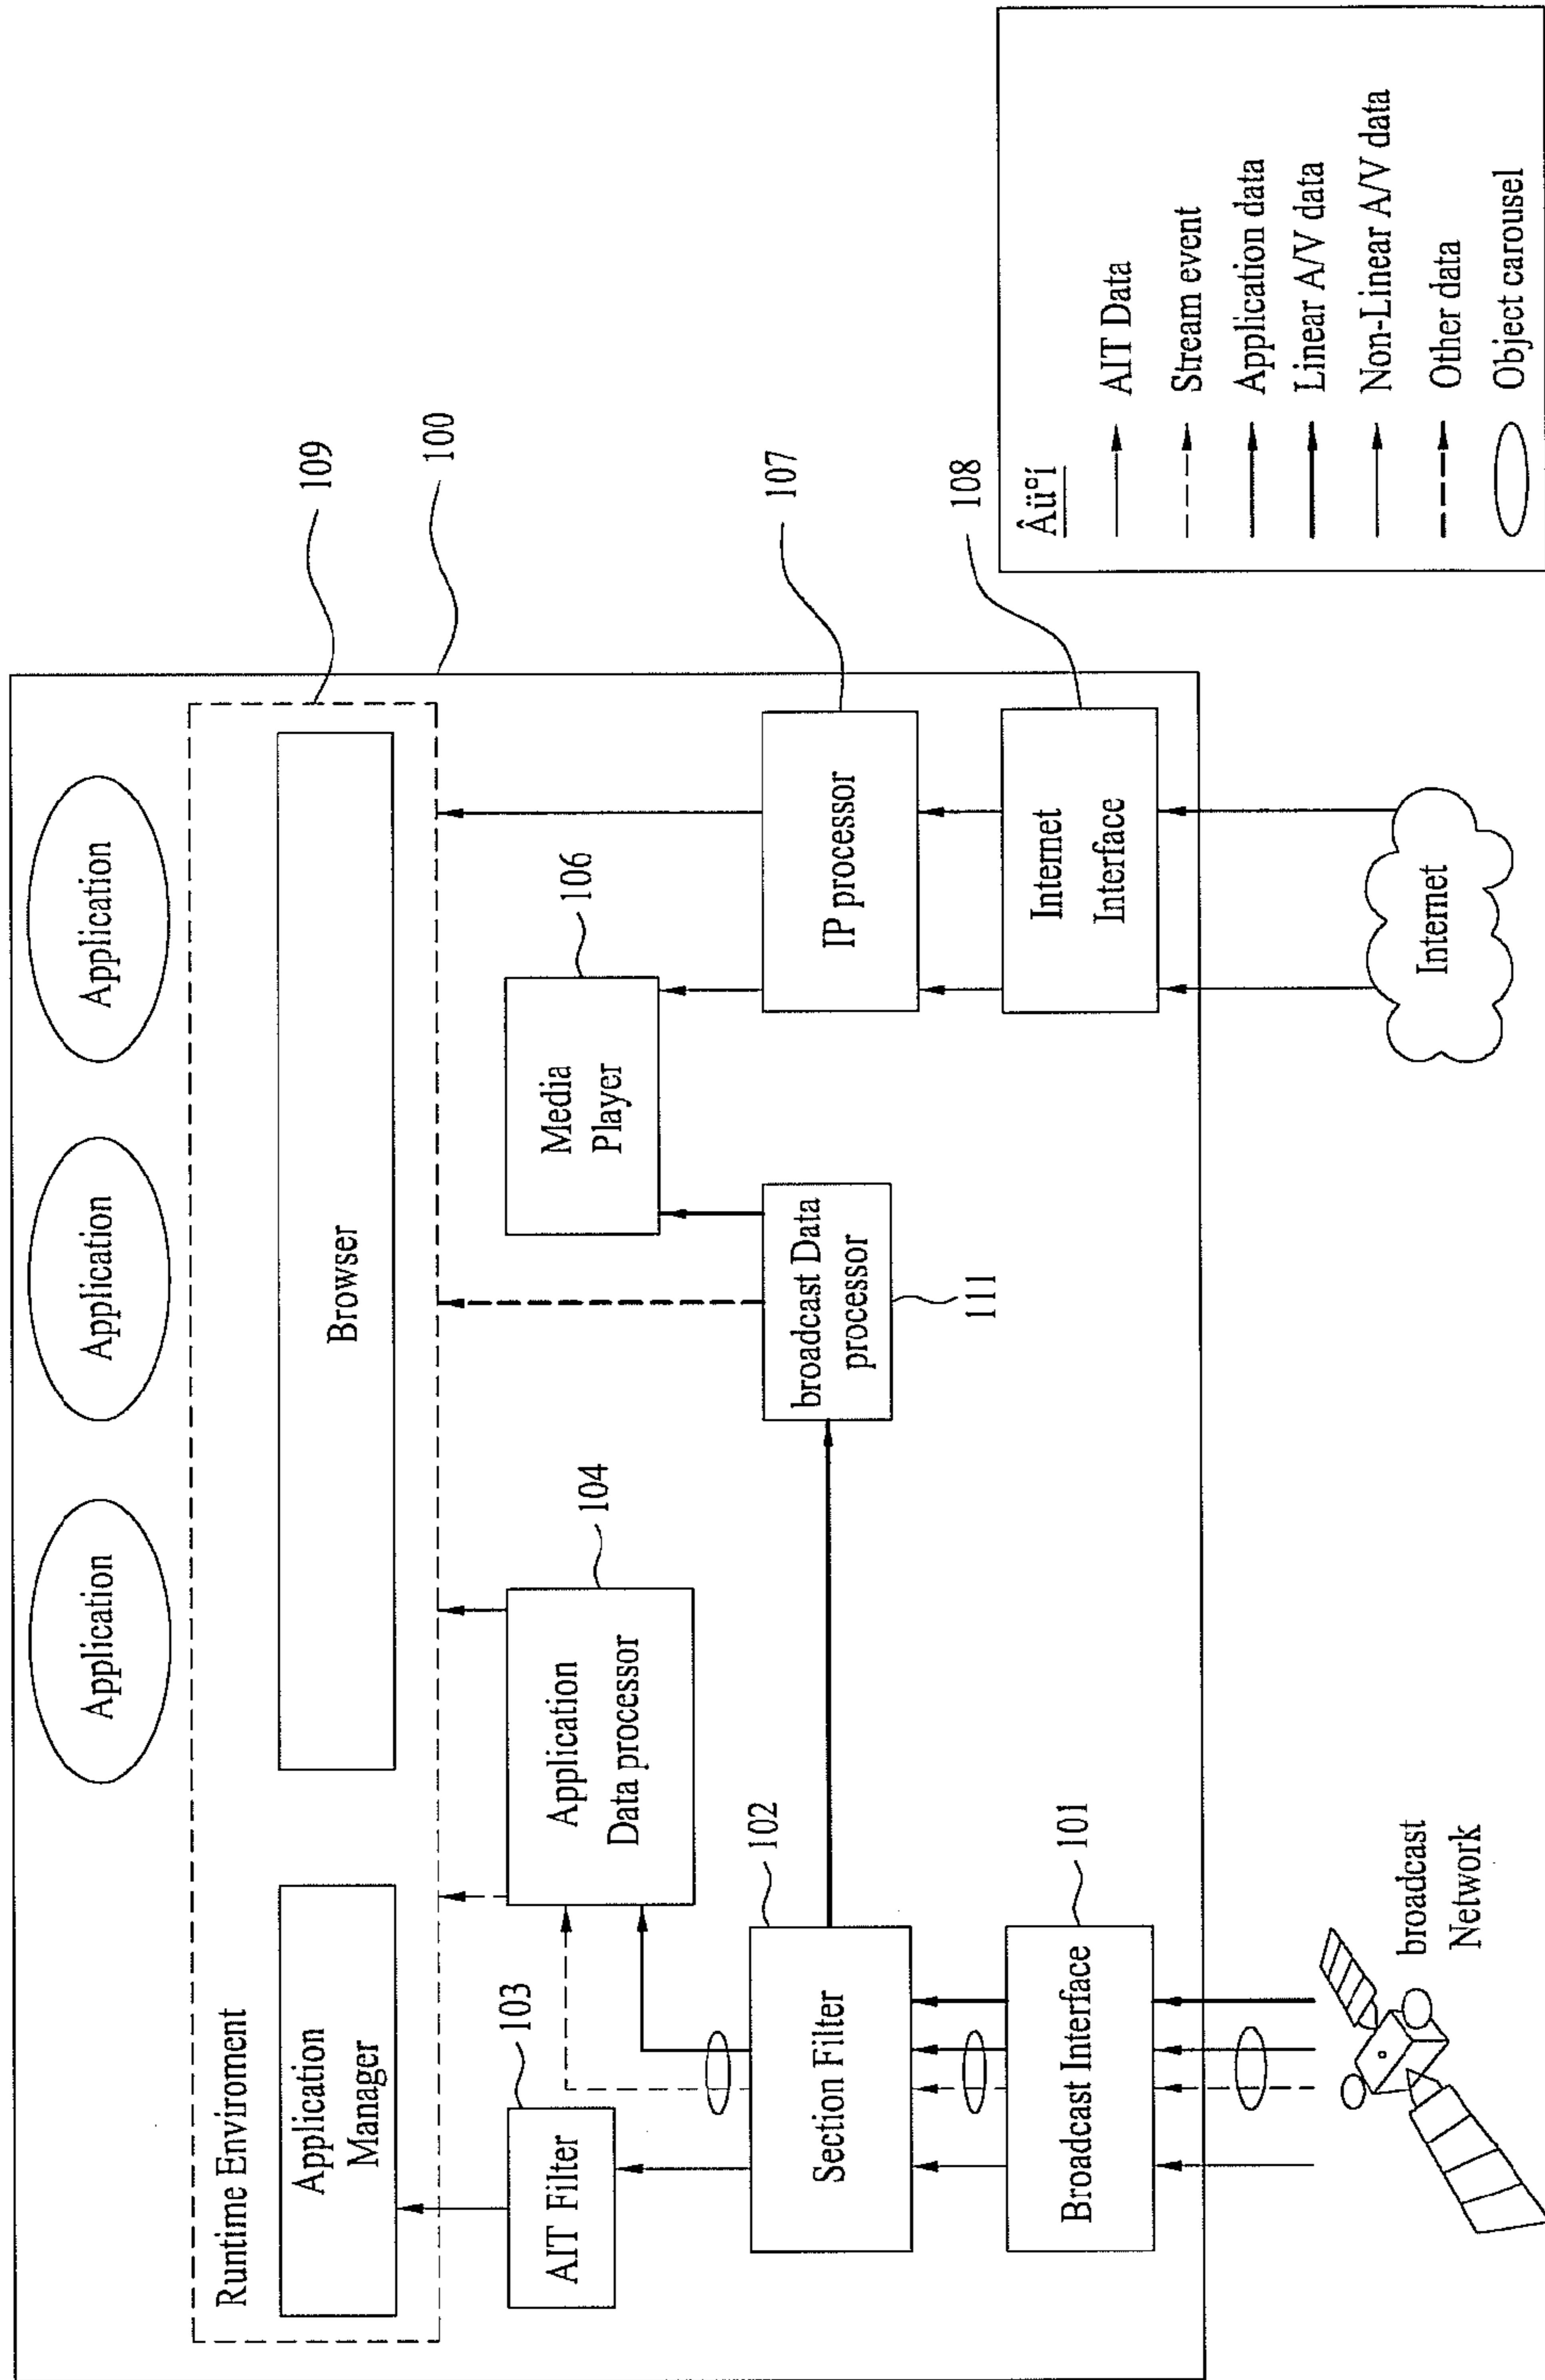 Application
Application
Application
Runtime Enviroment
109
Application
Manager
Browser
100
AIT Filter
103
Application
Data processor
104
Media
Player
106
Section Filter
102
broadcast Data
processor
111
IP processor
107
Broadcast Interface
101
Internet
Interface
108
broadcast
Network
Internet
Âü°í
AIT Data
Stream event
Application data
Linear A/V data
Non-Linear A/V data
Other data
Object carousel